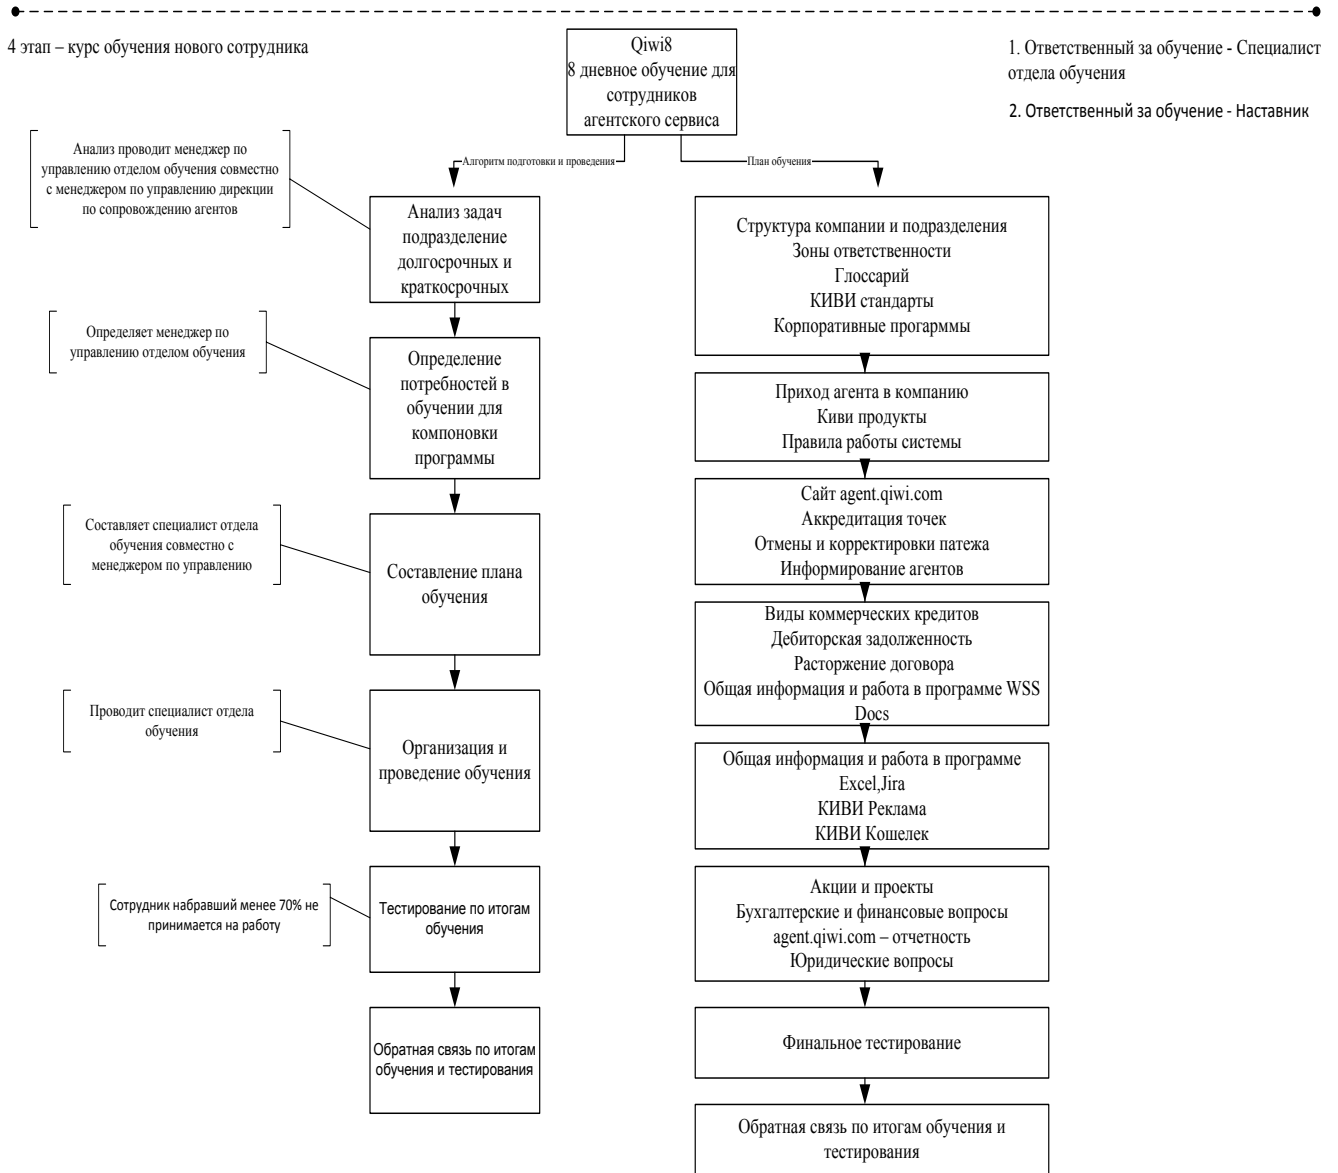 4 этап – курс обучения нового сотрудника
Qiwi8
8 дневное обучение для
сотрудников
агентского сервиса
1. Ответственный за обучение - Специалист
отдела обучения
2. Ответственный за обучение - Наставник
Алгоритм подготовки и проведения
План обучения
Анализ проводит менеджер по
управлению отделом обучения совместно
с менеджером по управлению дирекции
по сопровождению агентов
Анализ задач
подразделение
долгосрочных и
краткосрочных
Определяет менеджер по
управлению отделом обучения
Определение
потребностей в
обучении для
компоновки
программы
Составляет специалист отдела
обучения совместно с
менеджером по управлению
Составление плана
обучения
Проводит специалист отдела
обучения
Организация и
проведение обучения
Сотрудник набравший менее 70% не
принимается на работу
Тестирование по итогам
обучения
Обратная связь по итогам
обучения и тестирования
Структура компании и подразделения
Зоны ответственности
Глоссарий
КИВИ стандарты
Корпоративные прогарммы
Приход агента в компанию
Киви продукты
Правила работы системы
Сайт agent.qiwi.com
Аккредитация точек
Отмены и корректировки патежа
Информирование агентов
Виды коммерческих кредитов
Дебиторская задолженность
Расторжение договора
Общая информация и работа в программе WSS
Docs
Общая информация и работа в программе
Excel,Jira
КИВИ Реклама
КИВИ Кошелек
Акции и проекты
Бухгалтерские и финансовые вопросы
agent.qiwi.com – отчетность
Юридические вопросы
Финальное тестирование
Обратная связь по итогам обучения и
тестирования